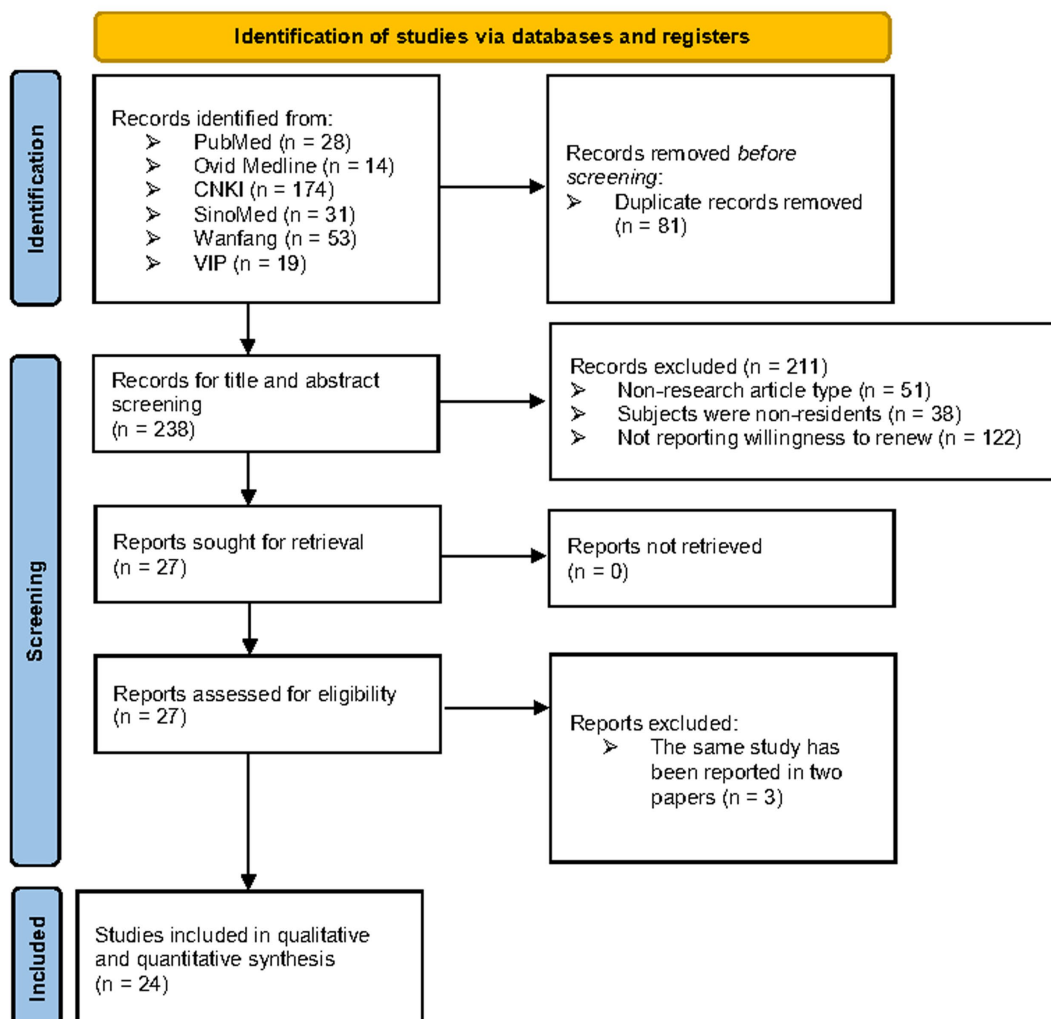 Identification of studies via databases and registers
Identification
Records identified from:
➢ PubMed (n = 28)
➢ Ovid Medline (n = 14)
➢ CNKI (n = 174)
➢ SinoMed (n = 31)
➢ Wanfang (n = 53)
➢ VIP (n = 19)
Records removed before
screening:
➢ Duplicate records removed
(n = 81)
Screening
Records for title and abstract
screening
(n = 238)
Records excluded (n = 211)
➢ Non-research article type (n = 51)
➢ Subjects were non-residents (n = 38)
➢ Not reporting willingness to renew (n = 122)
Reports sought for retrieval
(n = 27)
Reports not retrieved
(n = 0)
Reports assessed for eligibility
(n = 27)
Reports excluded:
➢ The same study has
been reported in two
papers (n = 3)
Included
Studies included in qualitative
and quantitative synthesis
(n = 24)